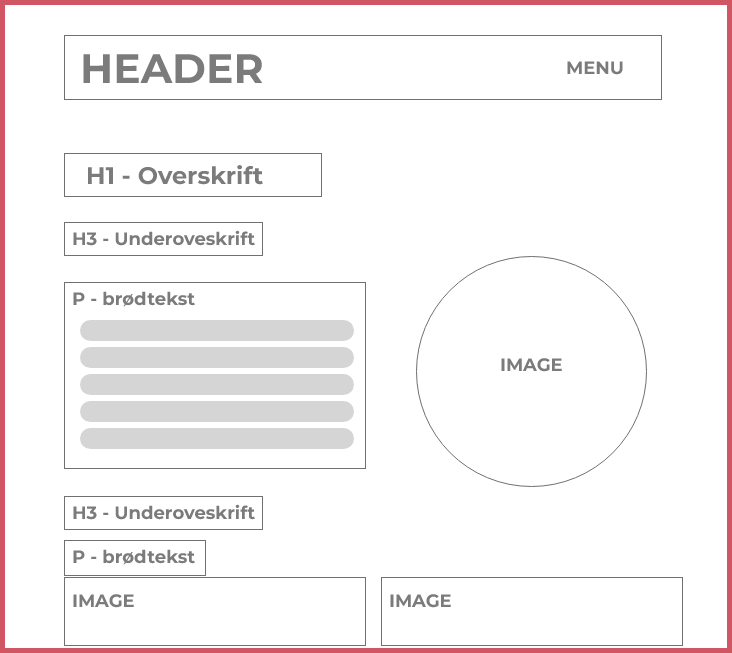 HEADER
MENU
H1 - Overskrift
H3 - Underoveskrift
P - brødtekst
IMAGE
H3 - Underoveskrift
P - brødtekst
IMAGE
IMAGE